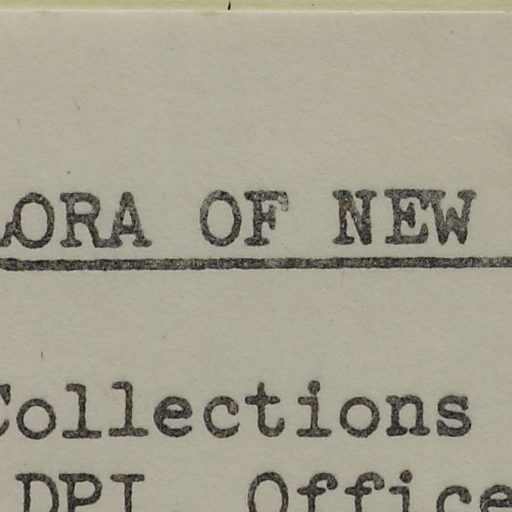 LORA OF NEW
Collections
DPI Office